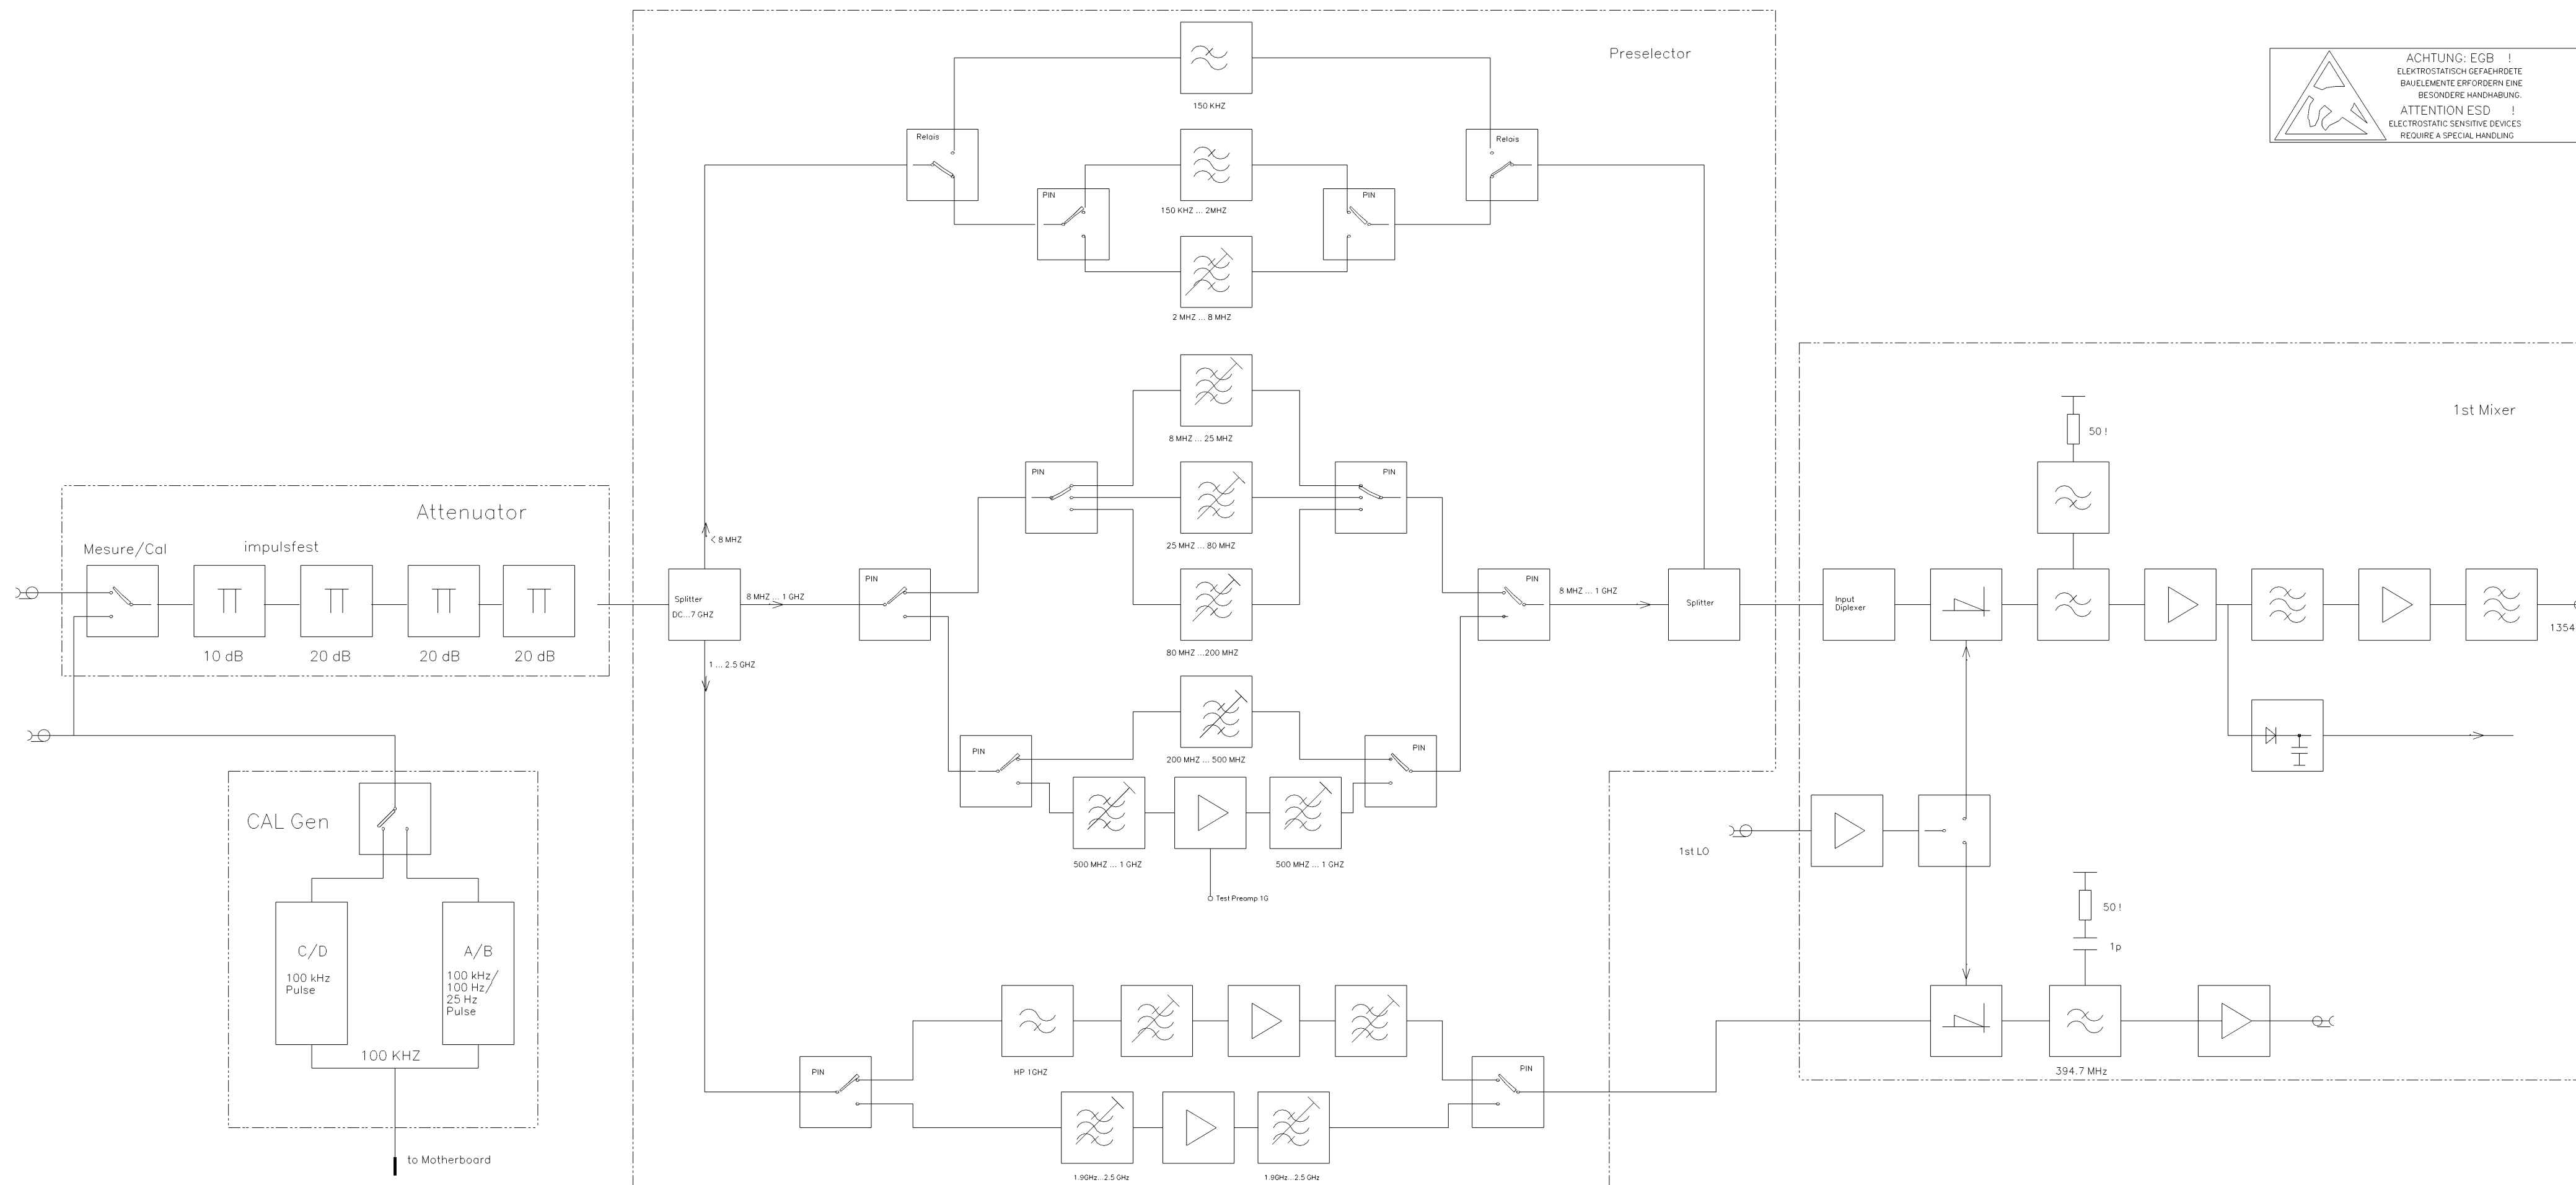 Preselector
150 KHZ
Relais
Relais
PIN
PIN
150 KHZ ... 2MHZ
2 MHZ ... 8 MHZ
ACHTUNG: EGB !
ELEKTROSTATISCH GEFAEHRDETE
BAUELEMENTE ERFORDERN EINE
BESONDERE HANDHABUNG.
ATTENTION ESD !
ELECTROSTATIC SENSITIVE DEVICES
REQUIRE A SPECIAL HANDLING
8 MHZ ... 25 MHZ
PIN
PIN
25 MHZ ... 80 MHZ
80 MHZ ...200 MHZ
Attenuator
Mesure/Cal
impulsfest
10 dB
20 dB
20 dB
20 dB
< 8 MHZ
Splitter
DC...7 GHZ
8 MHZ ... 1 GHZ
1 ... 2.5 GHZ
PIN
PIN
8 MHZ ... 1 GHZ
Splitter
PIN
PIN
200 MHZ ... 500 MHZ
500 MHZ ... 1 GHZ
500 MHZ ... 1 GHZ
Test Preamp 1G
1st Mixer
50 !
Input
Diplexer
1354
1st LO
50 !
1p
394.7 MHz
CAL Gen
C/D
100 kHz
Pulse
A/B
100 kHz/
100 Hz/
25 Hz
Pulse
100 KHZ
to Motherboard
HP 1GHZ
PIN
PIN
1.9GHz...2.5 GHz
1.9GHz...2.5 GHz